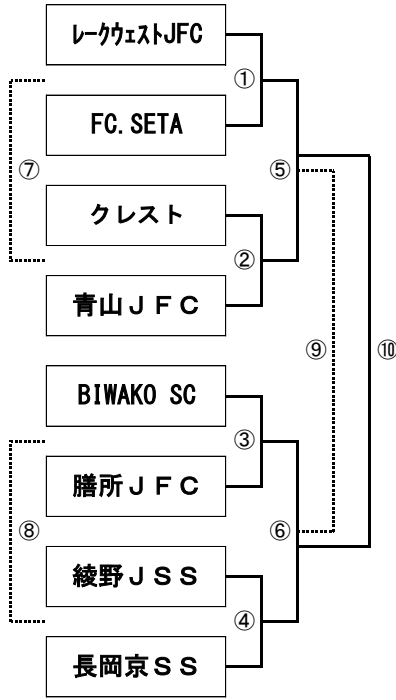 レークウェストJFC
①
FC.SETA
⑦
⑤
クレスト
②
青山ＪＦＣ
⑨
⑩
BIWAKO SC
③
膳所ＪＦＣ
⑧
⑥
綾野ＪＳＳ
④
長岡京ＳＳ